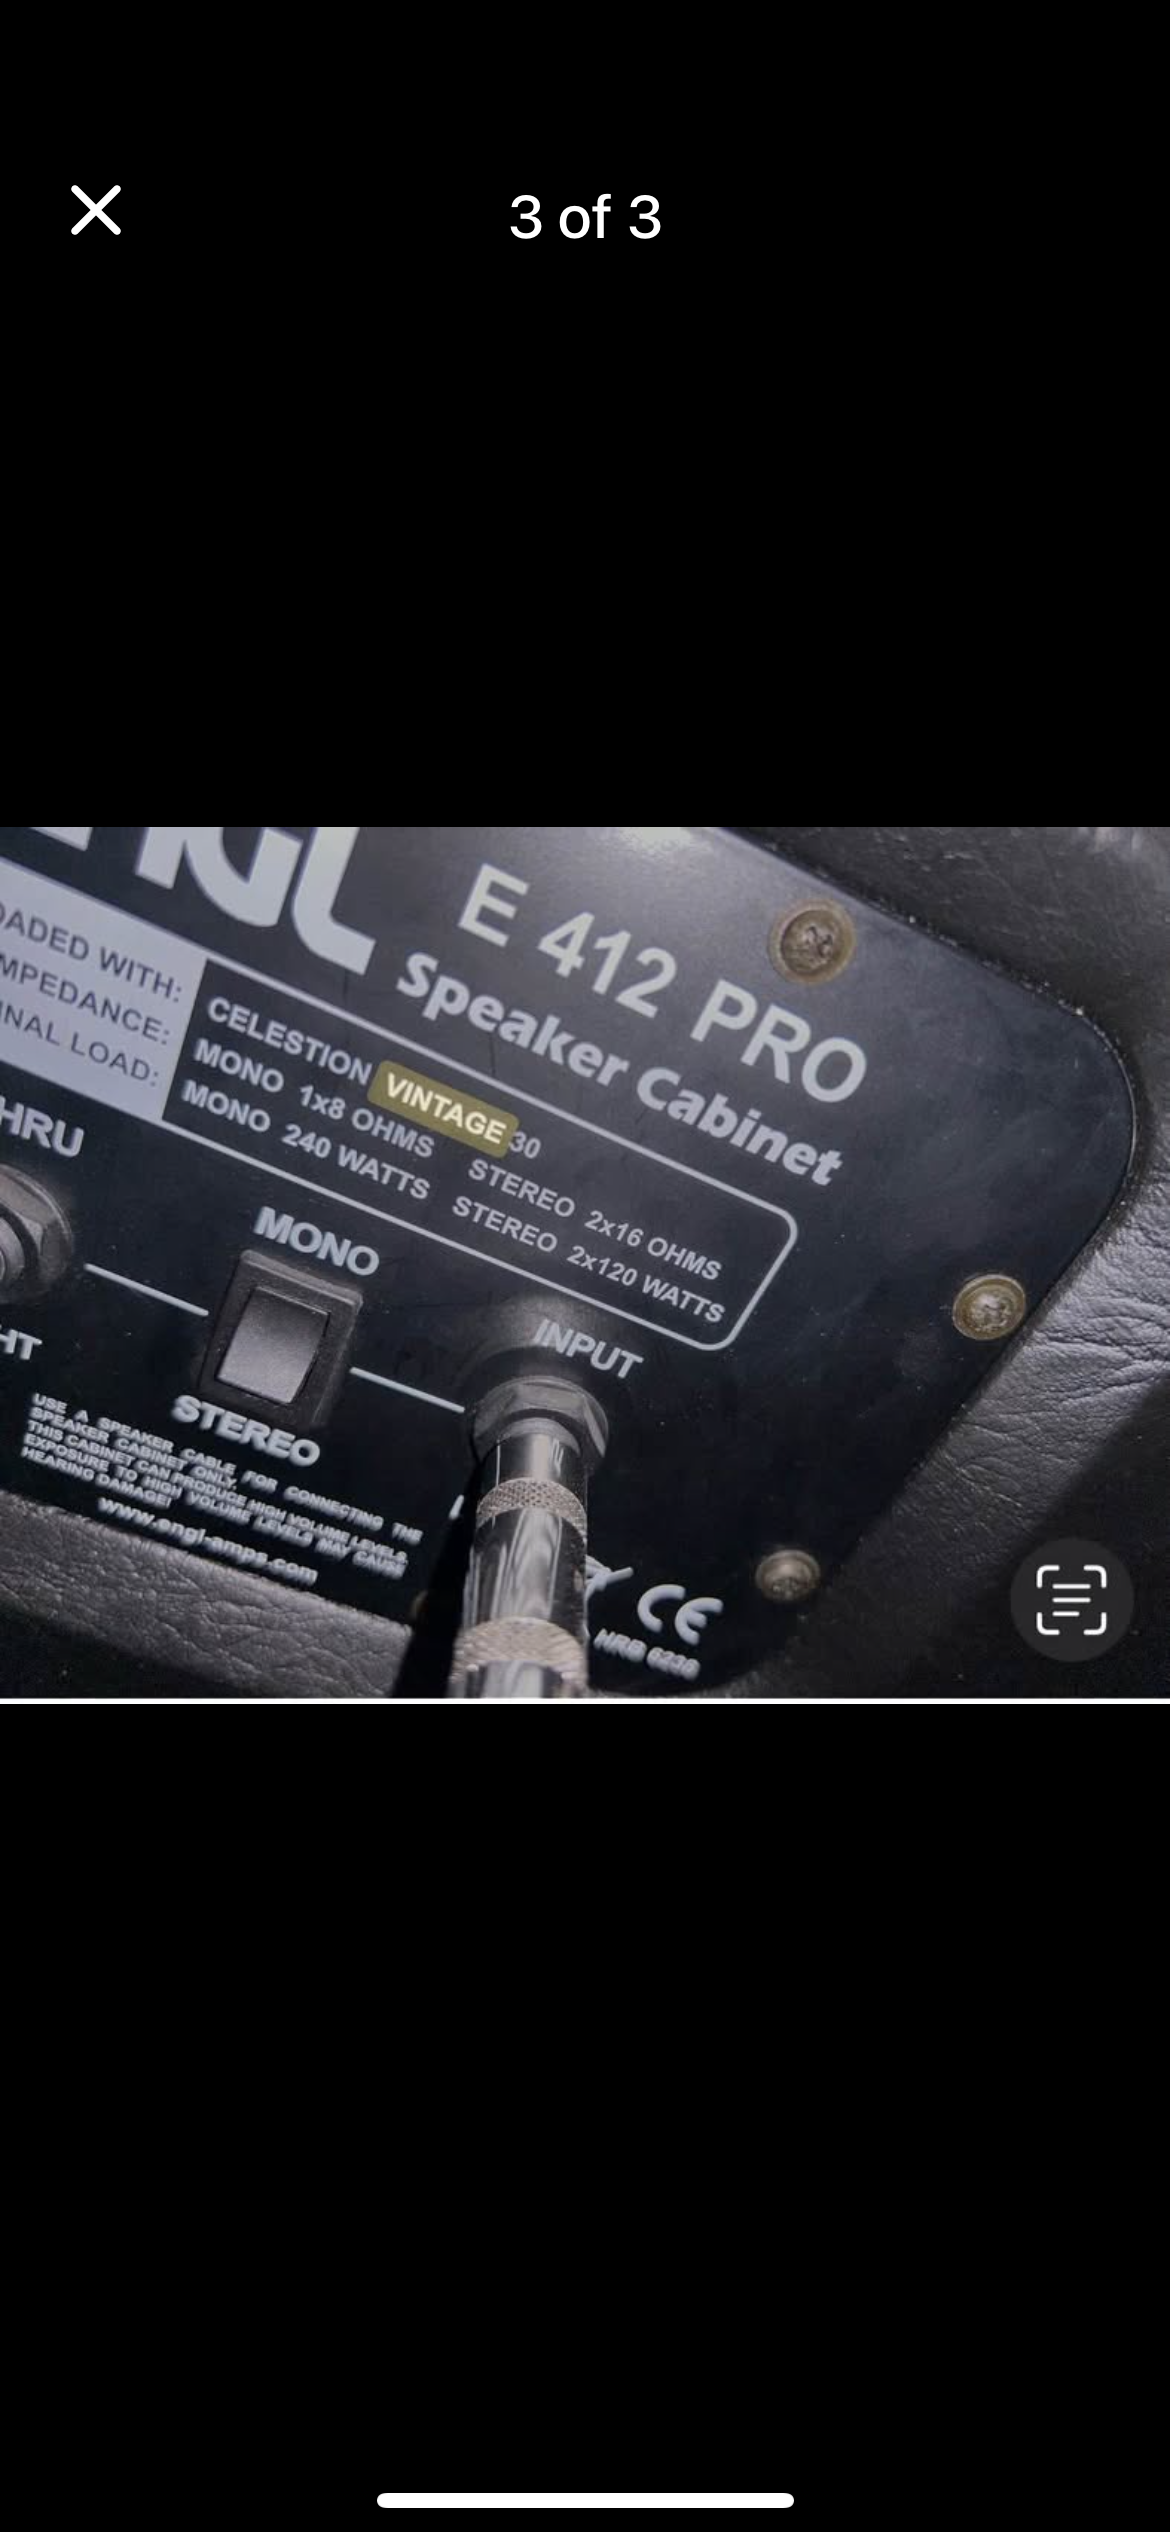 3 of 3
ENGL
E 412 PRO
Speaker Cabinet
OADED WITH: CELESTION VINTAGE 30
MPEDANCE: MONO 1x8 OHMS STEREO 2x16 OHMS
INAL LOAD: MONO 240 WATTS STEREO 2x120 WATTS
HRU
MONO
INPUT
HT
STEREO
USE A SPEAKER CABLE FOR CONNECTING THE
SPEAKER CABINET ONLY.
THIS CABINET CAN PRODUCE HIGH VOLUME LEVELS.
EXPOSURE TO HIGH VOLUME LEVELS MAY CAUSE
HEARING DAMAGE!
www.engl-amps.com
CE